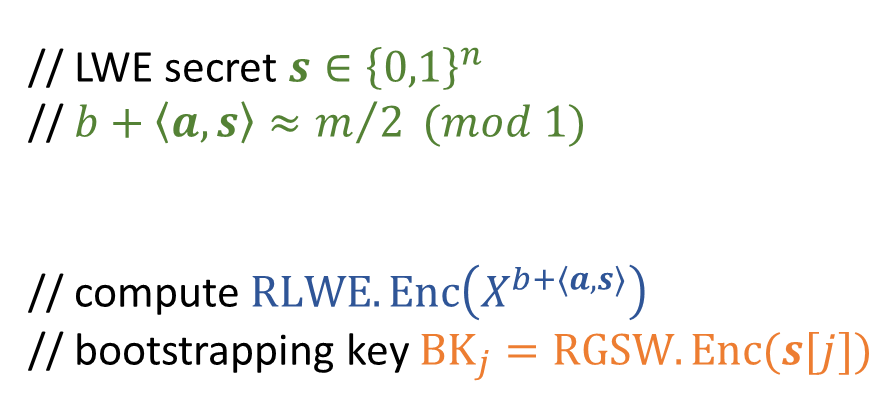 // LWE secret 𝒔 ∈ {0,1}ⁿ
// b + ⟨𝒂, 𝒔⟩ ≈ m/2 (mod 1)
// compute RLWE. Enc(X^{b+⟨𝒂,𝒔⟩})
// bootstrapping key BK_j = RGSW. Enc(𝒔[j])